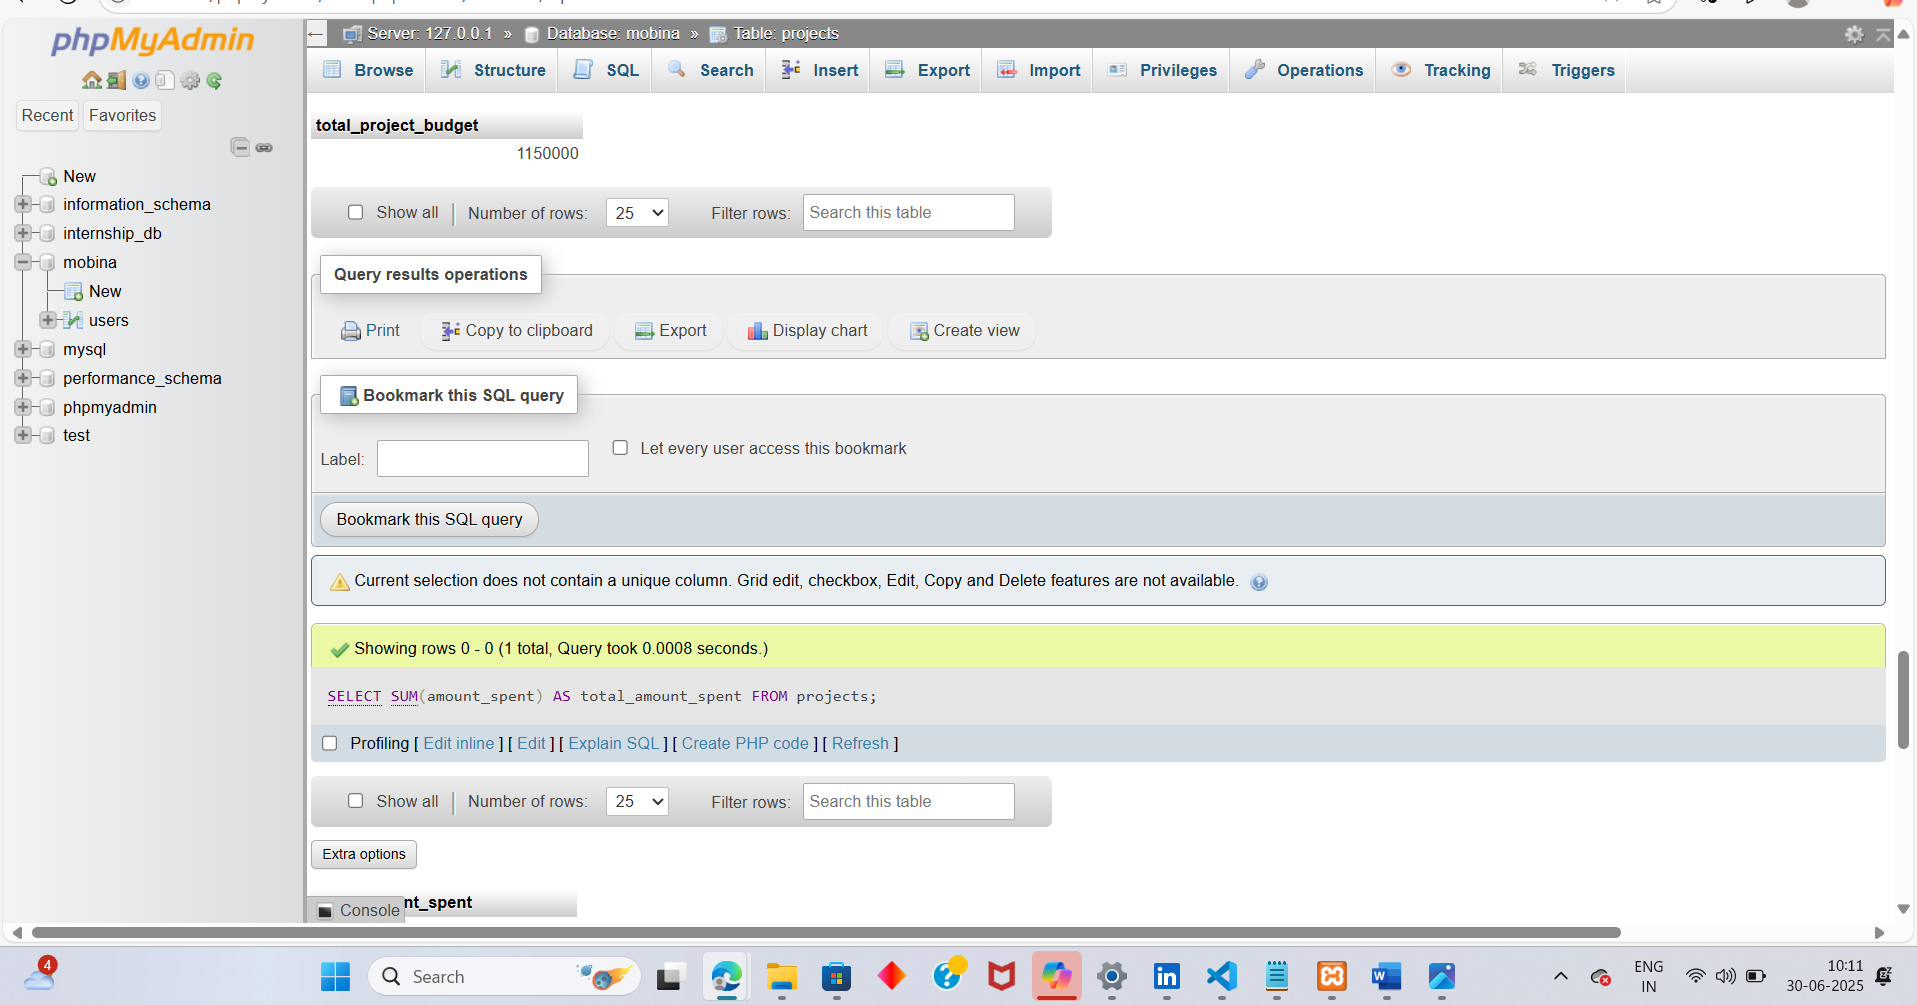 phpMyAdmin
Recent
Favorites
New
information_schema
internship_db
mobina
New
users
mysql
performance_schema
phpmyadmin
test
Server: 127.0.0.1 » Database: mobina » Table: projects
Browse Structure SQL Search Insert Export Import Privileges Operations Tracking Triggers
total_project_budget
1150000
Show all Number of rows: 25 Filter rows: Search this table
Query results operations
Print Copy to clipboard Export Display chart Create view
Bookmark this SQL query
Label: Let every user access this bookmark
Bookmark this SQL query
Current selection does not contain a unique column. Grid edit, checkbox, Edit, Copy and Delete features are not available.
Showing rows 0 - 0 (1 total, Query took 0.0008 seconds.)
SELECT SUM(amount_spent) AS total_amount_spent FROM projects;
Profiling [ Edit inline ] [ Edit ] [ Explain SQL ] [ Create PHP code ] [ Refresh ]
Show all Number of rows: 25 Filter rows: Search this table
Extra options
nt_spent
Console
4
Search
ENG
IN
10:11
30-06-2025